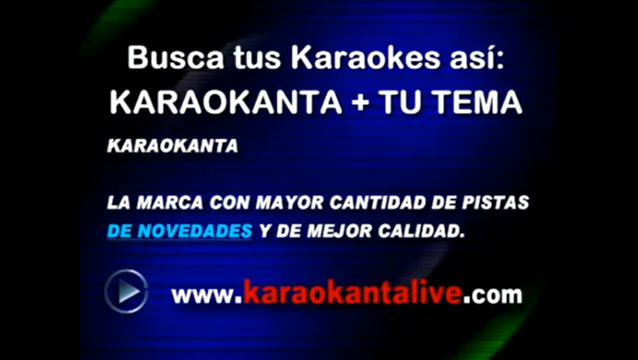 Busca tus Karaokes así:
KARAOKANTA + TU TEMA
KARAOKANTA
LA MARCA CON MAYOR CANTIDAD DE PISTAS
DE NOVEDADES Y DE MEJOR CALIDAD.
www.karaokantalive.com